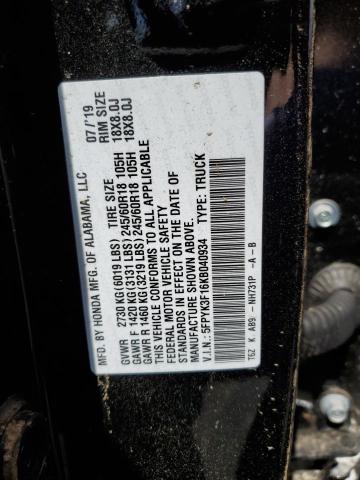 MFG. BY HONDA MFG. OF ALABAMA, LLC 07/'19
GVWR 2730 KG (6019 LBS) TIRE SIZE RIM SIZE
GAWR F 1420 KG(3131 LBS) 245/60R18 105H 18X8.0J
GAWR R 1460 KG(3219 LBS) 245/60R18 105H 18X8.0J
THIS VEHICLE CONFORMS TO ALL APPLICABLE
FEDERAL MOTOR VEHICLE SAFETY
STANDARDS IN EFFECT ON THE DATE OF
MANUFACTURE SHOWN ABOVE.
V.I.N.: 5FPYK3F16KB040934 TYPE: TRUCK
T6Z K AB9- NH731P -A -B